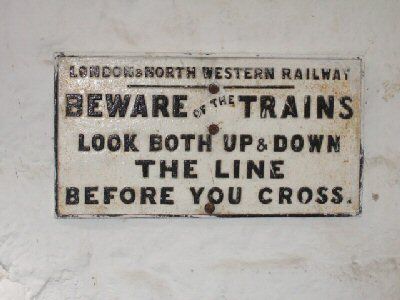 LONDON & NORTH WESTERN RAILWAY
BEWARE OF THE TRAINS
LOOK BOTH UP & DOWN
THE LINE
BEFORE YOU CROSS.